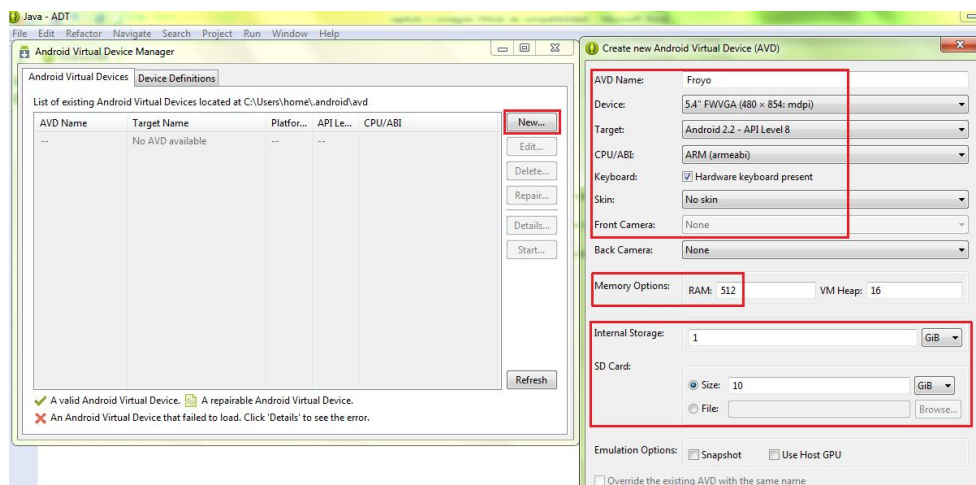 Java - ADT
File Edit Refactor Navigate Search Project Run Window Help
Android Virtual Device Manager
Android Virtual Devices Device Definitions
List of existing Android Virtual Devices located at C:\Users\home\.android\avd
AVD Name Target Name Platfor... API Le... CPU/ABI
-- No AVD available -- --
New...
Edit...
Delete...
Repair...
Details...
Start...
Refresh
A valid Android Virtual Device. A repairable Android Virtual Device.
An Android Virtual Device that failed to load. Click 'Details' to see the error.
Create new Android Virtual Device (AVD)
AVD Name: Froyo
Device: 5.4" FWVGA (480 × 854: mdpi)
Target: Android 2.2 - API Level 8
CPU/ABI: ARM (armeabi)
Keyboard: Hardware keyboard present
Skin: No skin
Front Camera: None
Back Camera: None
Memory Options: RAM: 512 VM Heap: 16
Internal Storage: 1 GiB
SD Card:
Size: 10 GiB
File: Browse...
Emulation Options: Snapshot Use Host GPU
Override the existing AVD with the same name